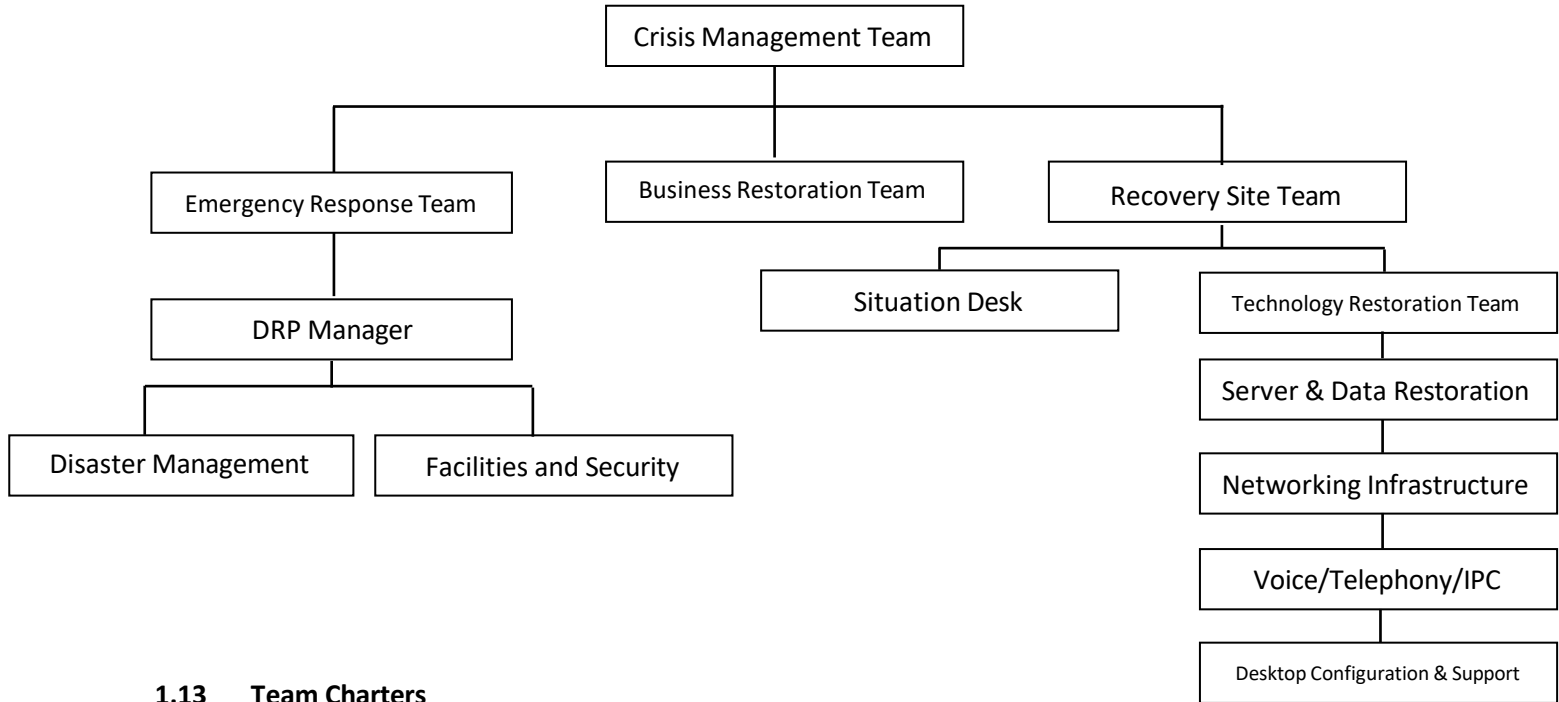 Crisis Management Team
Emergency Response Team
Business Restoration Team
Recovery Site Team
DRP Manager
Situation Desk
Technology Restoration Team
Server & Data Restoration
Disaster Management
Facilities and Security
Networking Infrastructure
Voice/Telephony/IPC
Desktop Configuration & Support
1.13 Team Charters